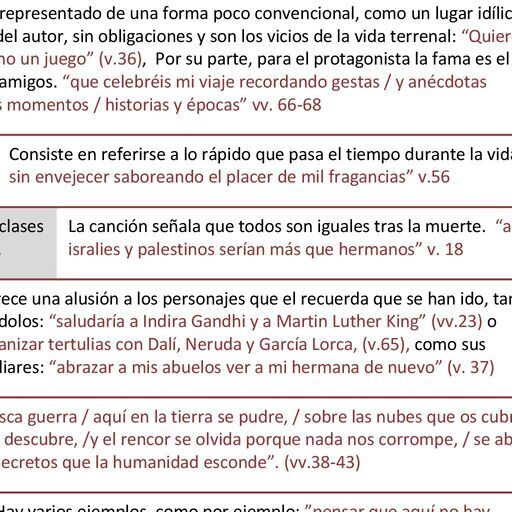 representado de una forma poco convencional, como un lugar idílic
del autor, sin obligaciones y son los vicios de la vida terrenal: “Quier
no un juego” (v.36), Por su parte, para el protagonista la fama es el
amigos. “que celebréis mi viaje recordando gestas / y anécdotas
s momentos / historias y épocas” vv. 66-68
Consiste en referirse a lo rápido que pasa el tiempo durante la vida
sin envejecer saboreando el placer de mil fragancias” v.56
clases La canción señala que todos son iguales tras la muerte. “a
isralies y palestinos serían más que hermanos” v. 18
rece una alusión a los personajes que el recuerda que se han ido, tan
dolos: “saludaría a Indira Gandhi y a Martin Luther King” (vv.23) o
anizar tertulias con Dalí, Neruda y García Lorca, (v.65), como sus
liares: “abrazar a mis abuelos ver a mi hermana de nuevo” (v. 37)
sca guerra / aquí en la tierra se pudre, / sobre las nubes que os cubr
descubre, /y el rencor se olvida porque nada nos corrompe, / se ab
ecretos que la humanidad esconde”. (vv.38-43)
Hay varios ejemplos, como por ejemplo: ”pensar que aquí no hay